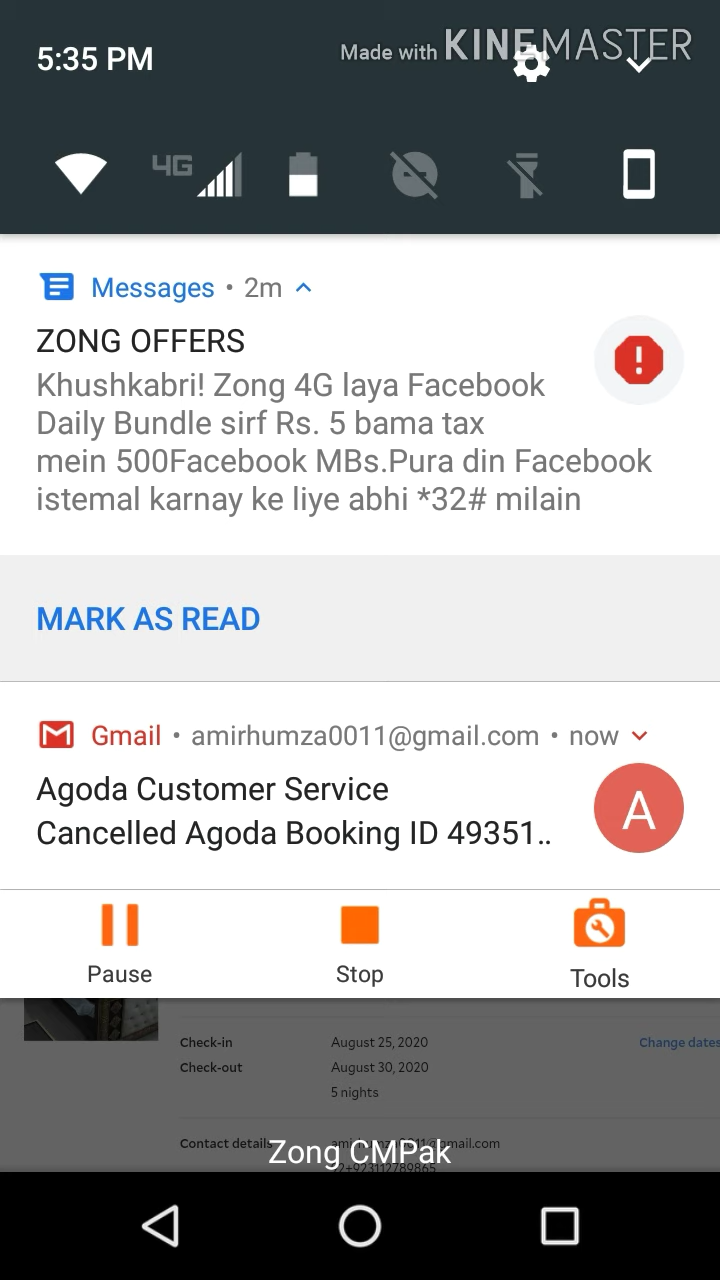 5:35 PM
Made with KINEMASTER
4G
Messages • 2m
ZONG OFFERS
Khushkabri! Zong 4G laya Facebook
Daily Bundle sirf Rs. 5 bama tax
mein 500Facebook MBs.Pura din Facebook
istemal karnay ke liye abhi *32# milain
MARK AS READ
Gmail • amirhumza0011@gmail.com • now
Agoda Customer Service
Cancelled Agoda Booking ID 49351..
A
Pause Stop Tools
Check-in August 25, 2020 Change dates
Check-out August 30, 2020
5 nights
Contact details amirhumza0011@gmail.com
Zong CMPak